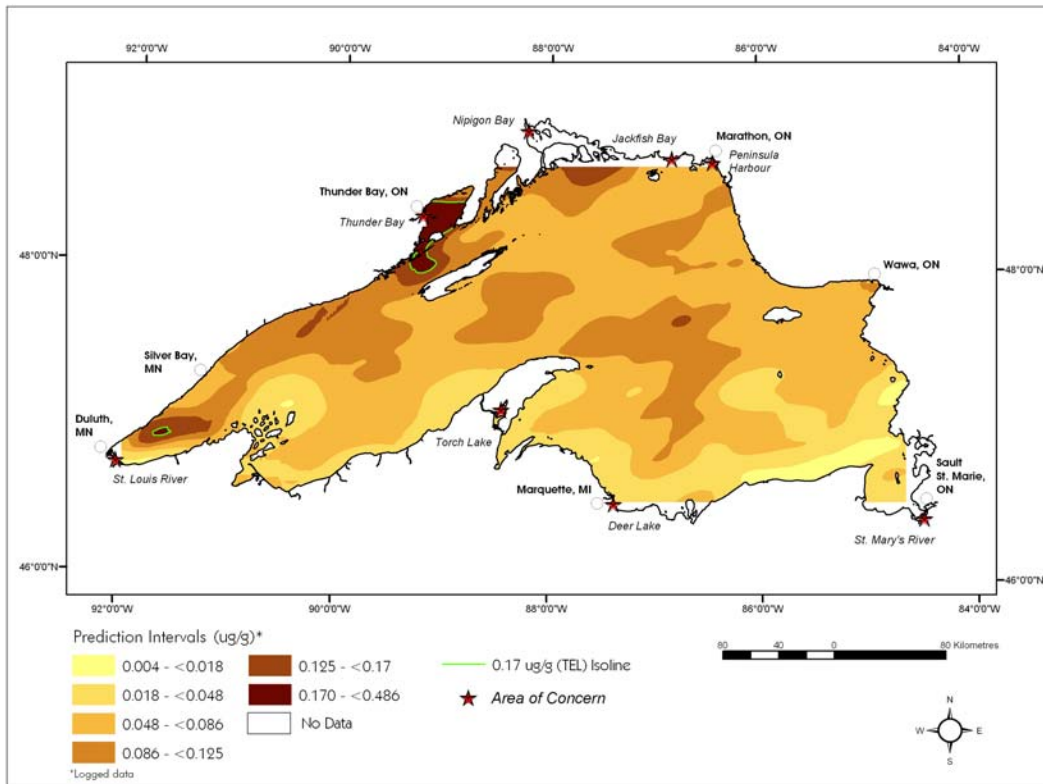 92°0'0"W
90°0'0"W
88°0'0"W
86°0'0"W
84°0'0"W
Nipigon Bay
Jackfish Bay
Marathon, ON
Peninsula
Harbour
Thunder Bay, ON
Thunder Bay
48°0'0"N
48°0'0"N
Wawa, ON
Silver Bay,
MN
Duluth,
MN
St. Louis River
Torch Lake
Marquette, MI
Deer Lake
Sault
St. Marie,
ON
St. Mary's River
46°0'0"N
46°0'0"N
92°0'0"W
90°0'0"W
88°0'0"W
86°0'0"W
84°0'0"W
Prediction Intervals (ug/g)*
0.004 - <0.018
0.018 - <0.048
0.048 - <0.086
0.086 - <0.125
0.125 - <0.17
0.170 - <0.486
No Data
0.17 ug/g (TEL) Isoline
Area of Concern
*Logged data
80 40 0 80 Kilometres
N
W E
S